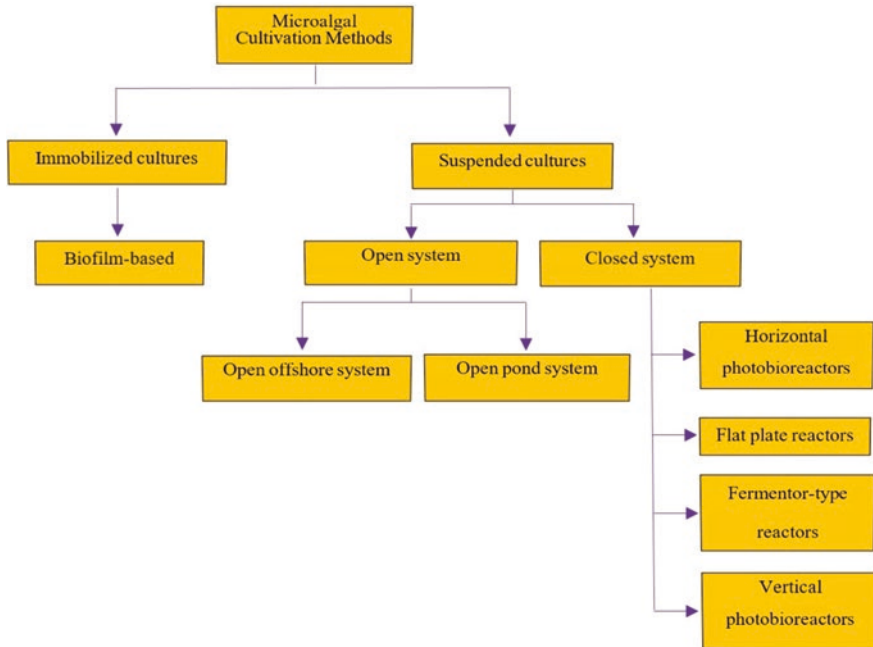 Microalgal
Cultivation Methods
Immobilized cultures
Suspended cultures
Biofilm-based
Open system
Closed system
Open offshore system
Open pond system
Horizontal
photobioreactors
Flat plate reactors
Fermentor-type
reactors
Vertical
photobioreactors